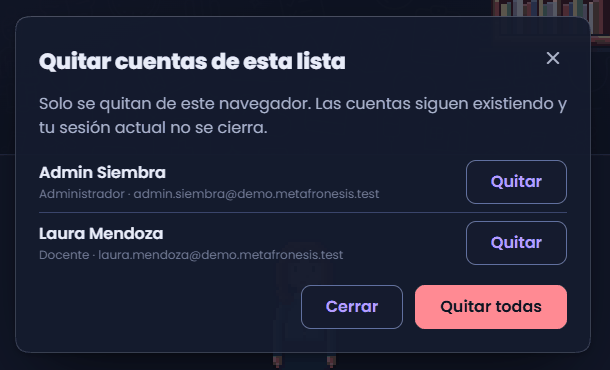 Quitar cuentas de esta lista
Solo se quitan de este navegador. Las cuentas siguen existiendo y
tu sesión actual no se cierra.
Admin Siembra
Administrador · admin.siembra@demo.metafronesis.test
Quitar
Laura Mendoza
Docente · laura.mendoza@demo.metafronesis.test
Quitar
Cerrar
Quitar todas